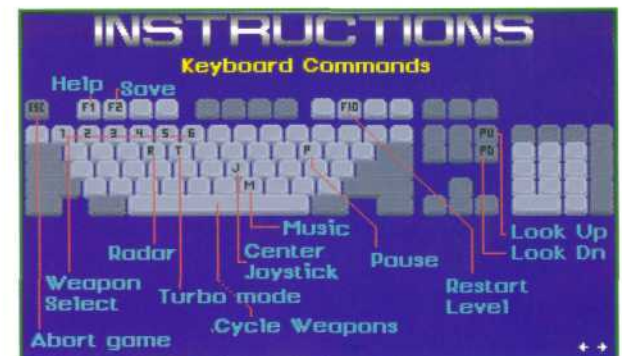 INSTRUCTIONS
Keyboard Commands
Help Save
ESC F1 F2 F10
1 2 3 4 5 6 PU
R T P PD
J
M
Music
Look Up
Radar Center Joystick Pause Look Dn
Weapon Select Turbo mode Restart Level
Cycle Weapons
Abort game